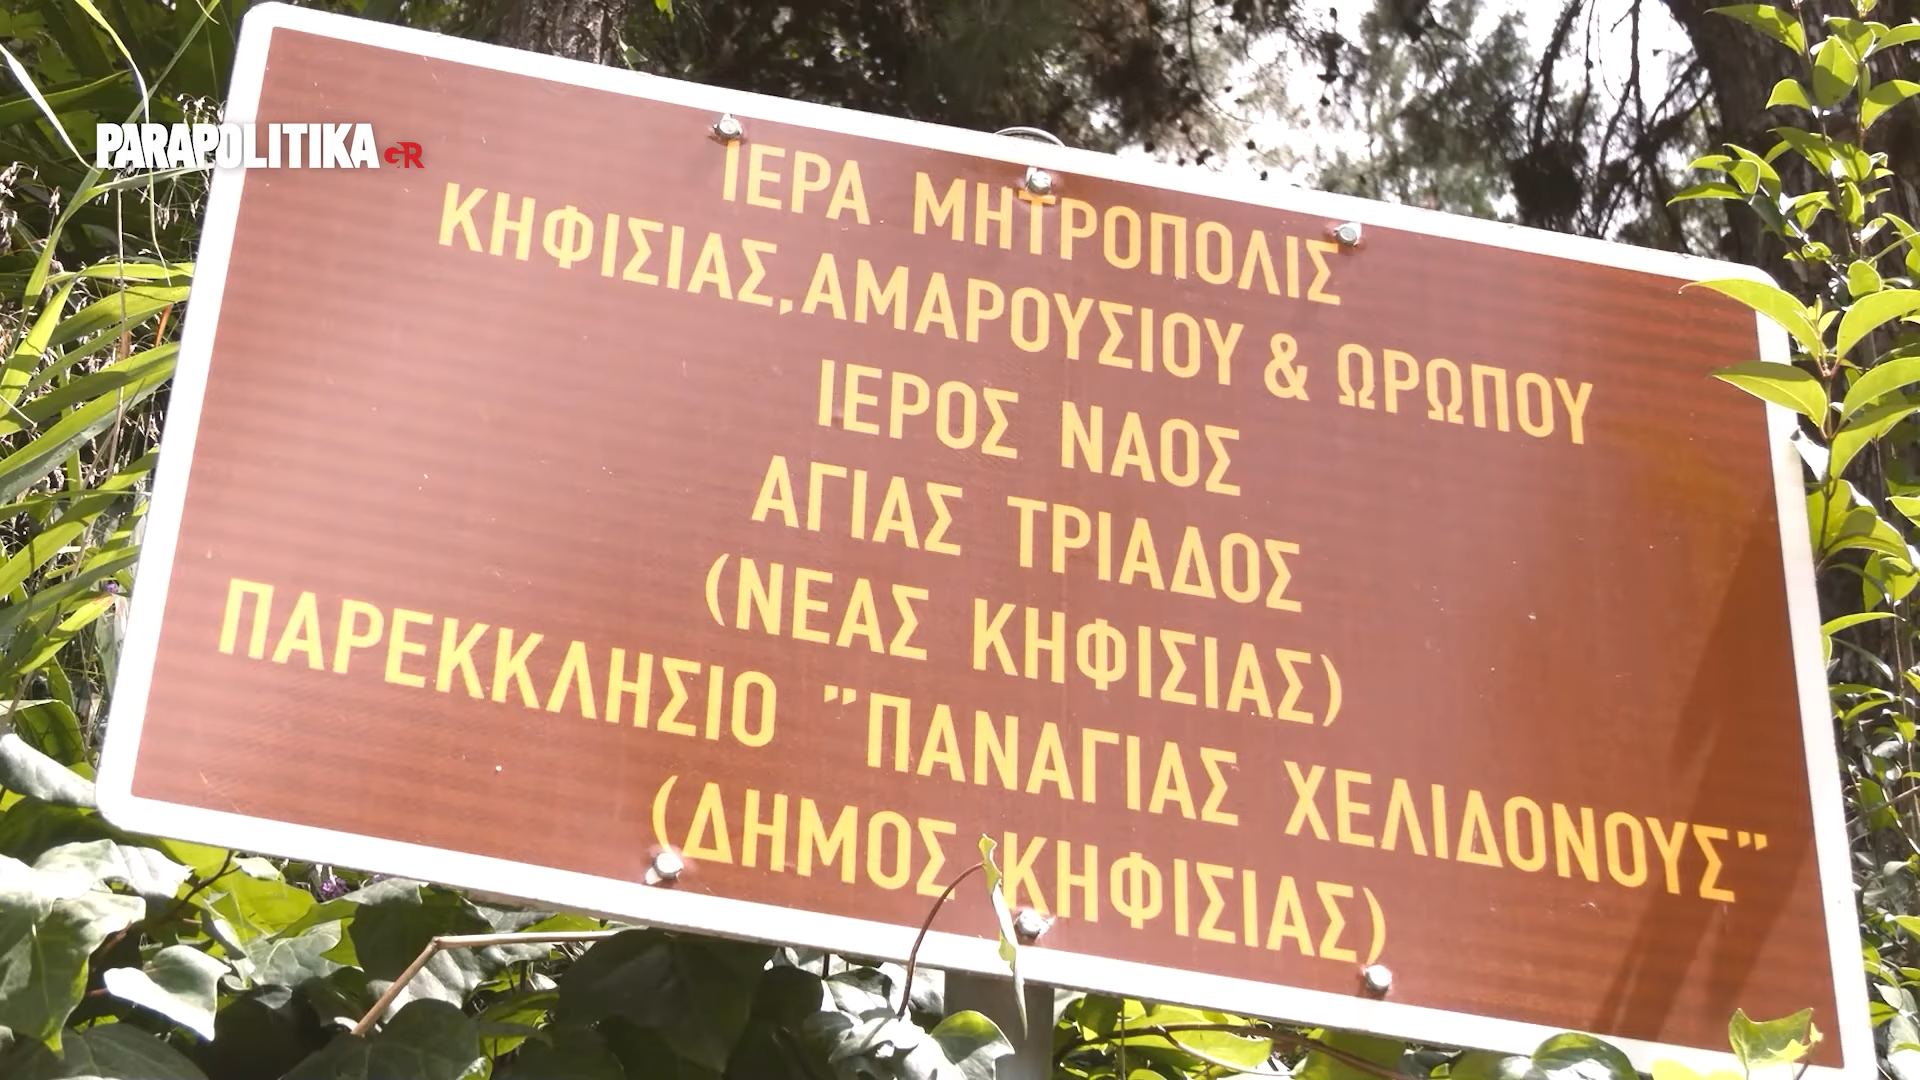 PARAPOLITIKA GR
ΙΕΡΑ ΜΗΤΡΟΠΟΛΙΣ
ΚΗΦΙΣΙΑΣ,ΑΜΑΡΟΥΣΙΟΥ & ΩΡΩΠΟΥ
ΙΕΡΟΣ ΝΑΟΣ
ΑΓΙΑΣ ΤΡΙΑΔΟΣ
(ΝΕΑΣ ΚΗΦΙΣΙΑΣ)
ΠΑΡΕΚΚΛΗΣΙΟ "ΠΑΝΑΓΙΑΣ ΧΕΛΙΔΟΝΟΥΣ"
(ΔΗΜΟΣ ΚΗΦΙΣΙΑΣ)